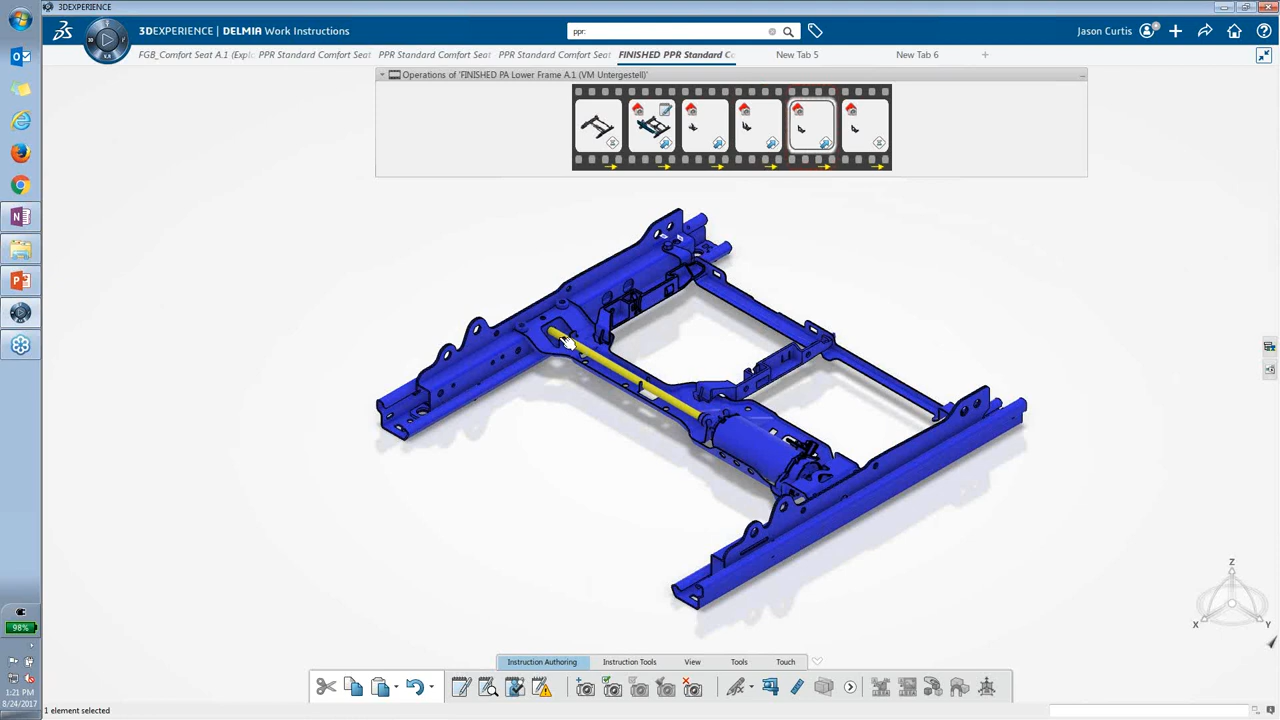 3DEXPERIENCE
3DEXPERIENCE | DELMIA Work Instructions
ppr:
Jason Curtis
FGB_Comfort Seat A.1 (Expl
PPR Standard Comfort Seat
PPR Standard Comfort Seat
PPR Standard Comfort Seat
FINISHED PPR Standard Co
New Tab 5
New Tab 6
Operations of 'FINISHED PA Lower Frame A.1 (VM Untergestell)'
Z
X
Y
98%
1:21 PM
8/24/2017
Instruction Authoring
Instruction Tools
View
Tools
Touch
1 element selected